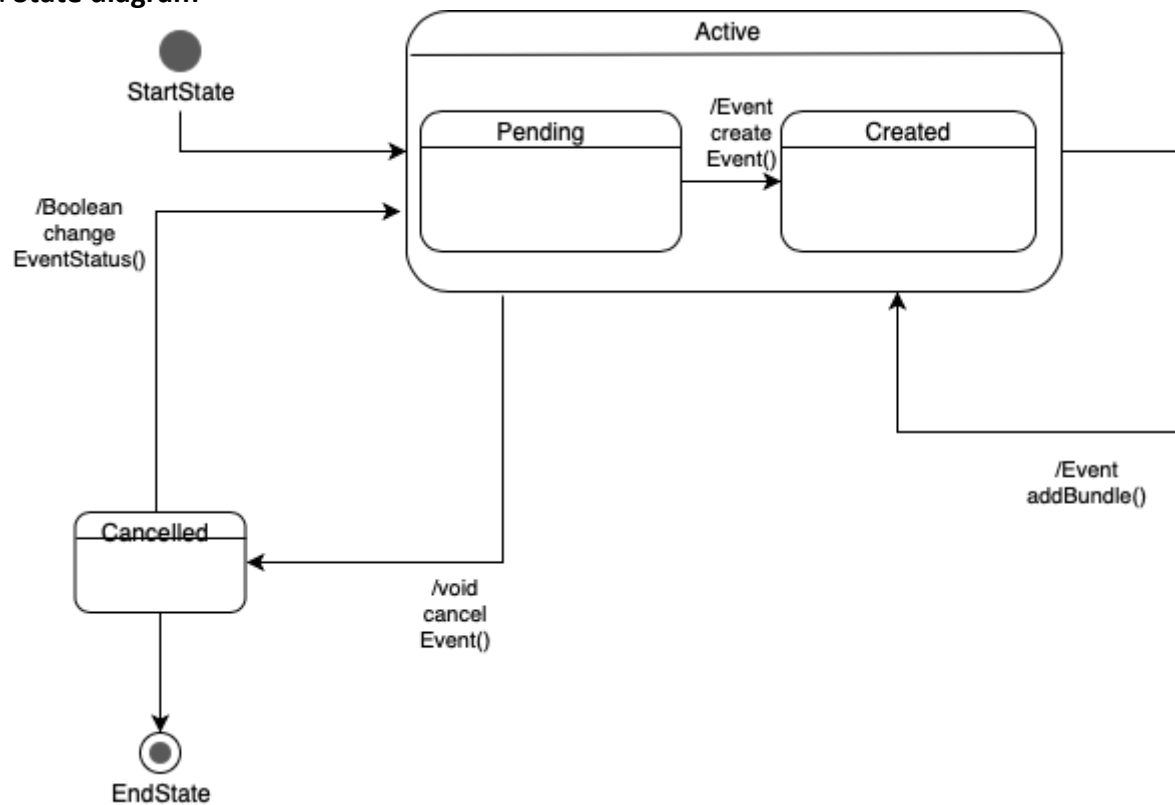 State diagram
Active
StartState
Pending
/Event
create
Event()
Created
/Boolean
change
EventStatus()
/Event
addBundle()
Cancelled
/void
cancel
Event()
EndState